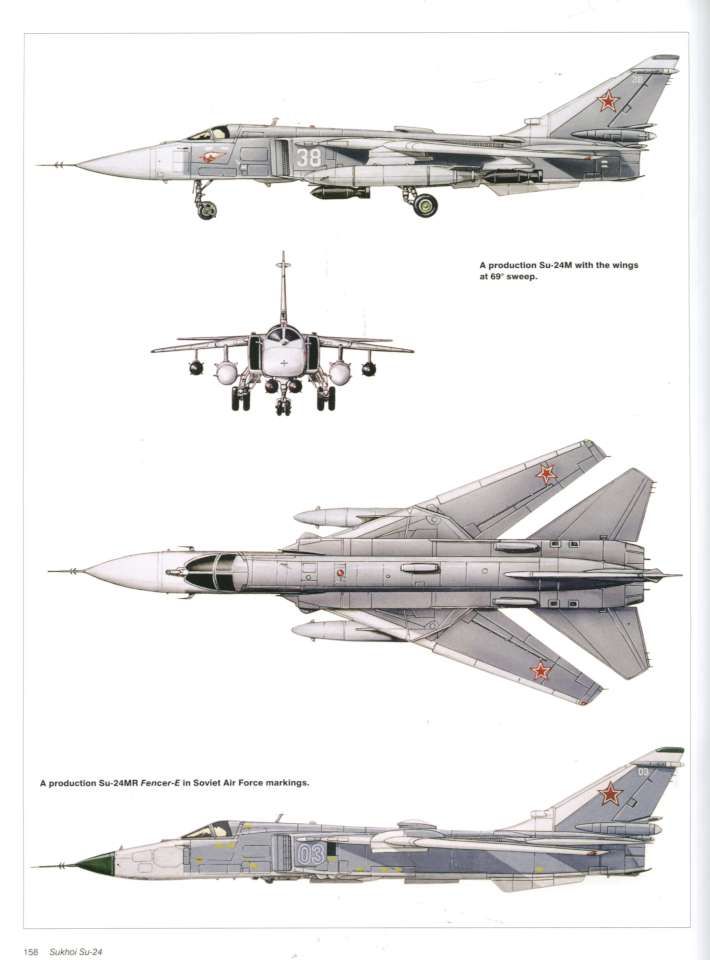 38
38
A production Su-24M with the wings
at 69° sweep.
A production Su-24MR Fencer-E in Soviet Air Force markings.
03
03
158 Sukhoi Su-24